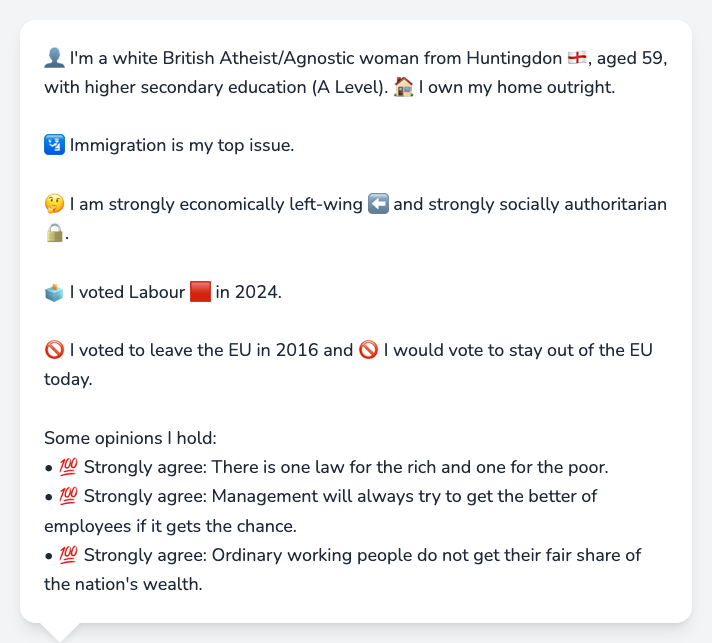 👤 I'm a white British Atheist/Agnostic woman from Huntingdon 🏴󠁧󠁢󠁥󠁮󠁧󠁿, aged 59,
with higher secondary education (A Level). 🏠 I own my home outright.
🛂 Immigration is my top issue.
🤔 I am strongly economically left-wing ⬅️ and strongly socially authoritarian
🔒.
🗳️ I voted Labour 🟥 in 2024.
🚫 I voted to leave the EU in 2016 and 🚫 I would vote to stay out of the EU
today.
Some opinions I hold:
• 💯 Strongly agree: There is one law for the rich and one for the poor.
• 💯 Strongly agree: Management will always try to get the better of
employees if it gets the chance.
• 💯 Strongly agree: Ordinary working people do not get their fair share of
the nation's wealth.